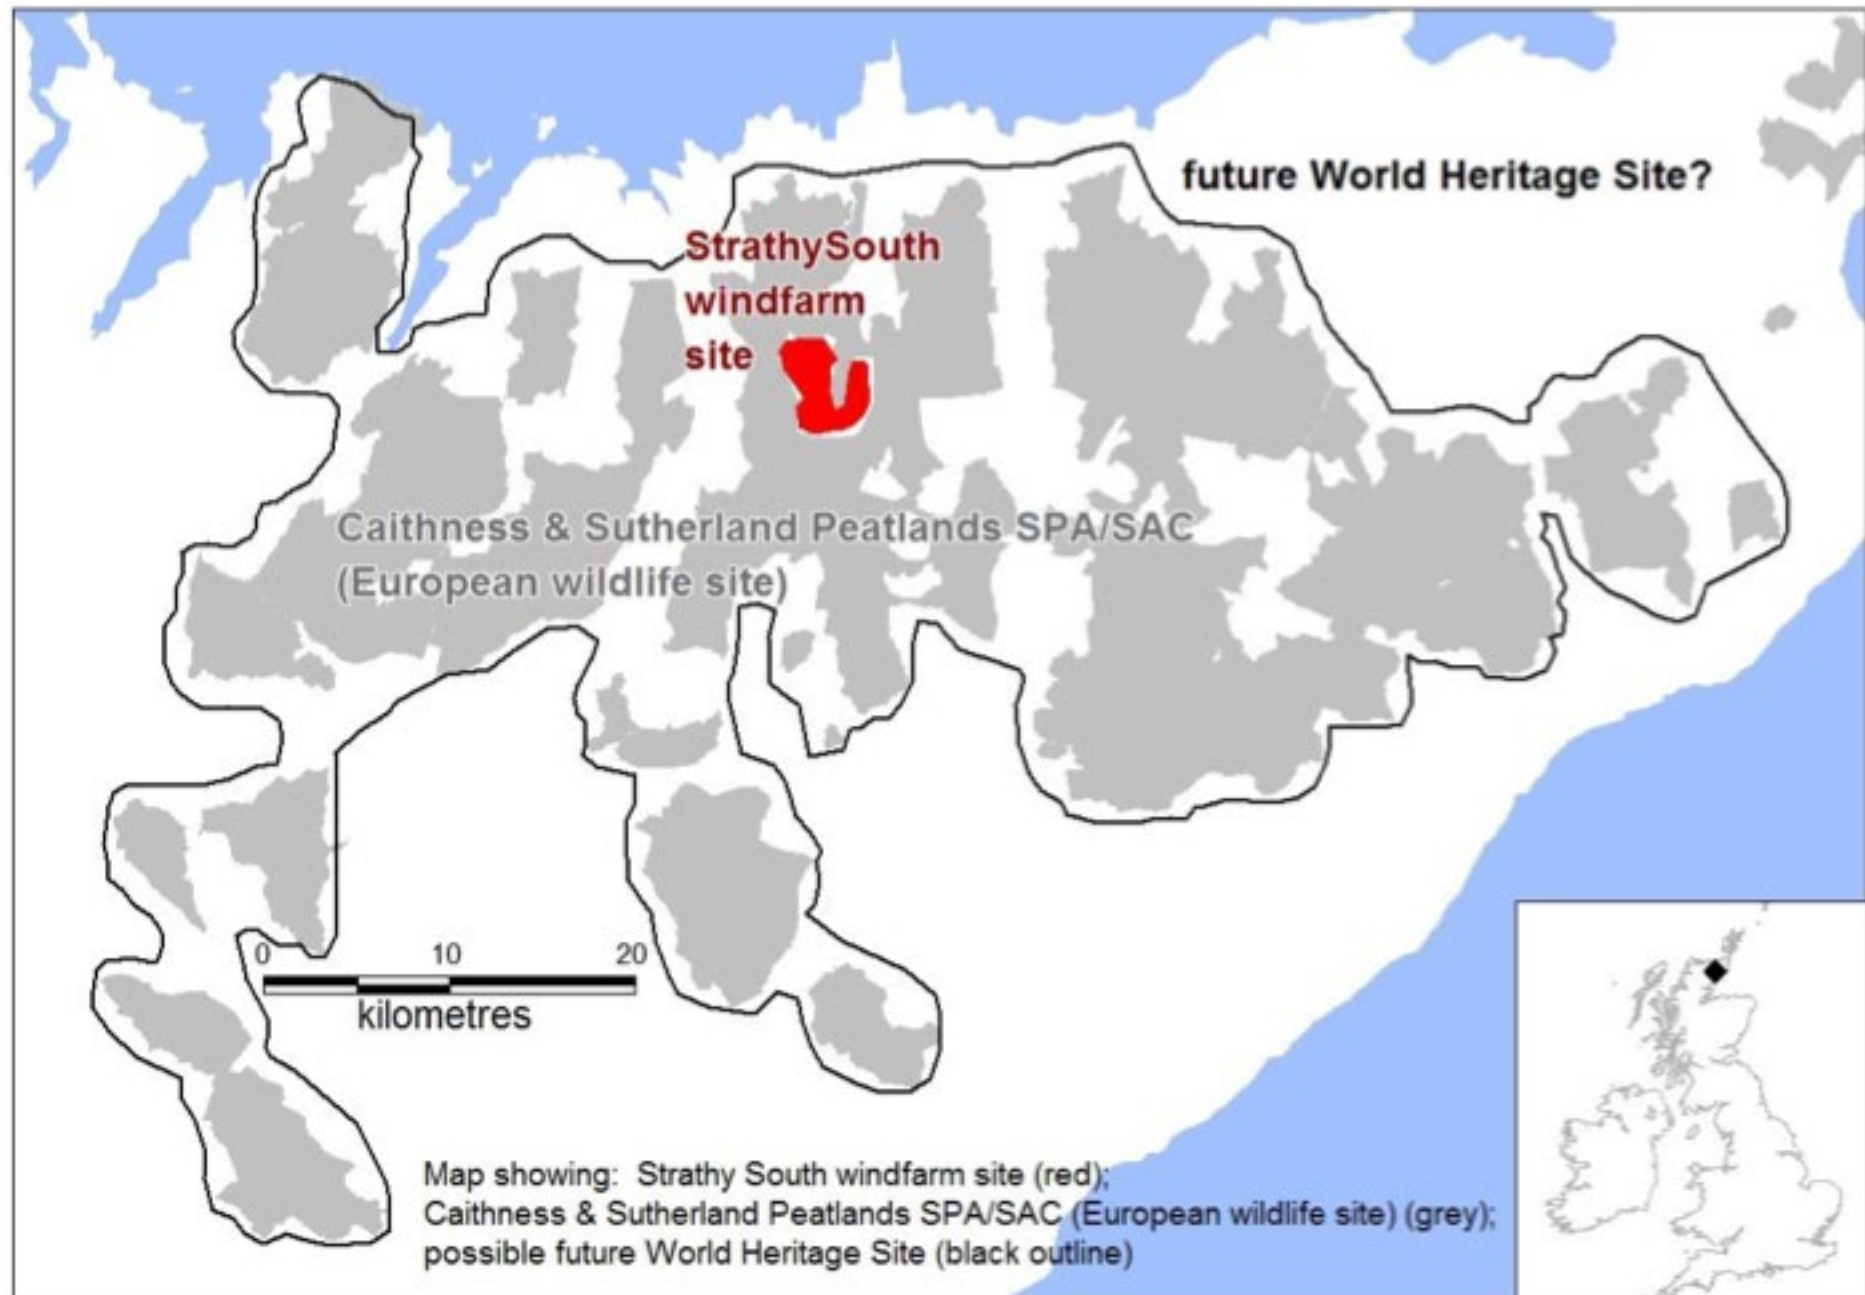 future World Heritage Site?
StrathySouth
windfarm
site
Caithness & Sutherland Peatlands SPA/SAC
(European wildlife site)
0 10 20
kilometres
Map showing: Strathy South windfarm site (red);
Caithness & Sutherland Peatlands SPA/SAC (European wildlife site) (grey);
possible future World Heritage Site (black outline)